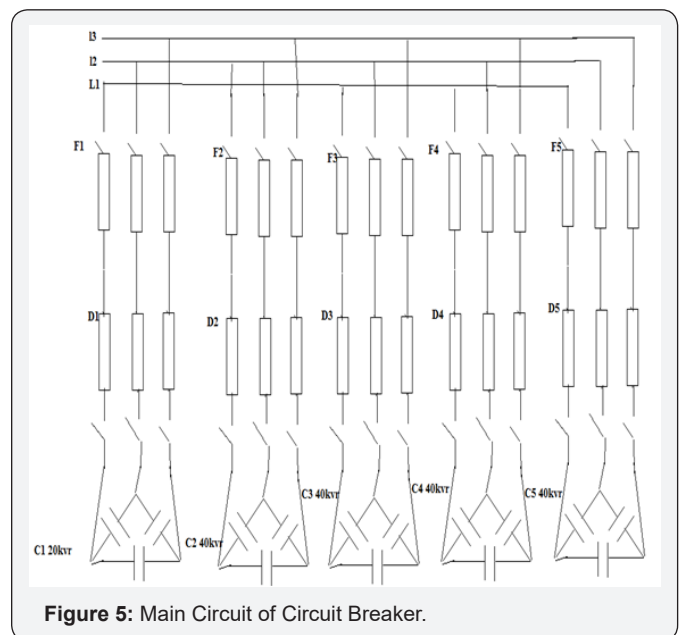 l3
l2
L1
F1
F2
F3
F4
F5
D1
D2
D3
D4
D5
C1 20kvr
C2 40kvr
C3 40kvr
C4 40kvr
C5 40kvr
Figure 5: Main Circuit of Circuit Breaker.